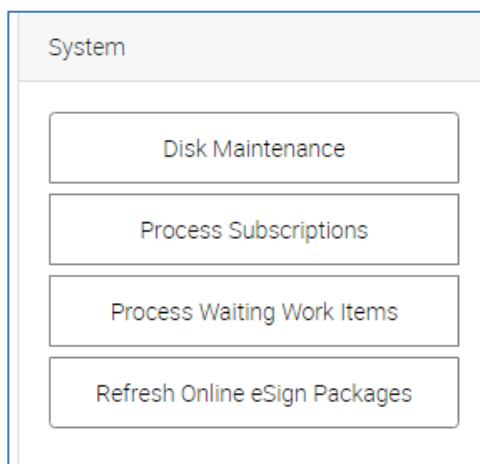 System
Disk Maintenance
Process Subscriptions
Process Waiting Work Items
Refresh Online eSign Packages